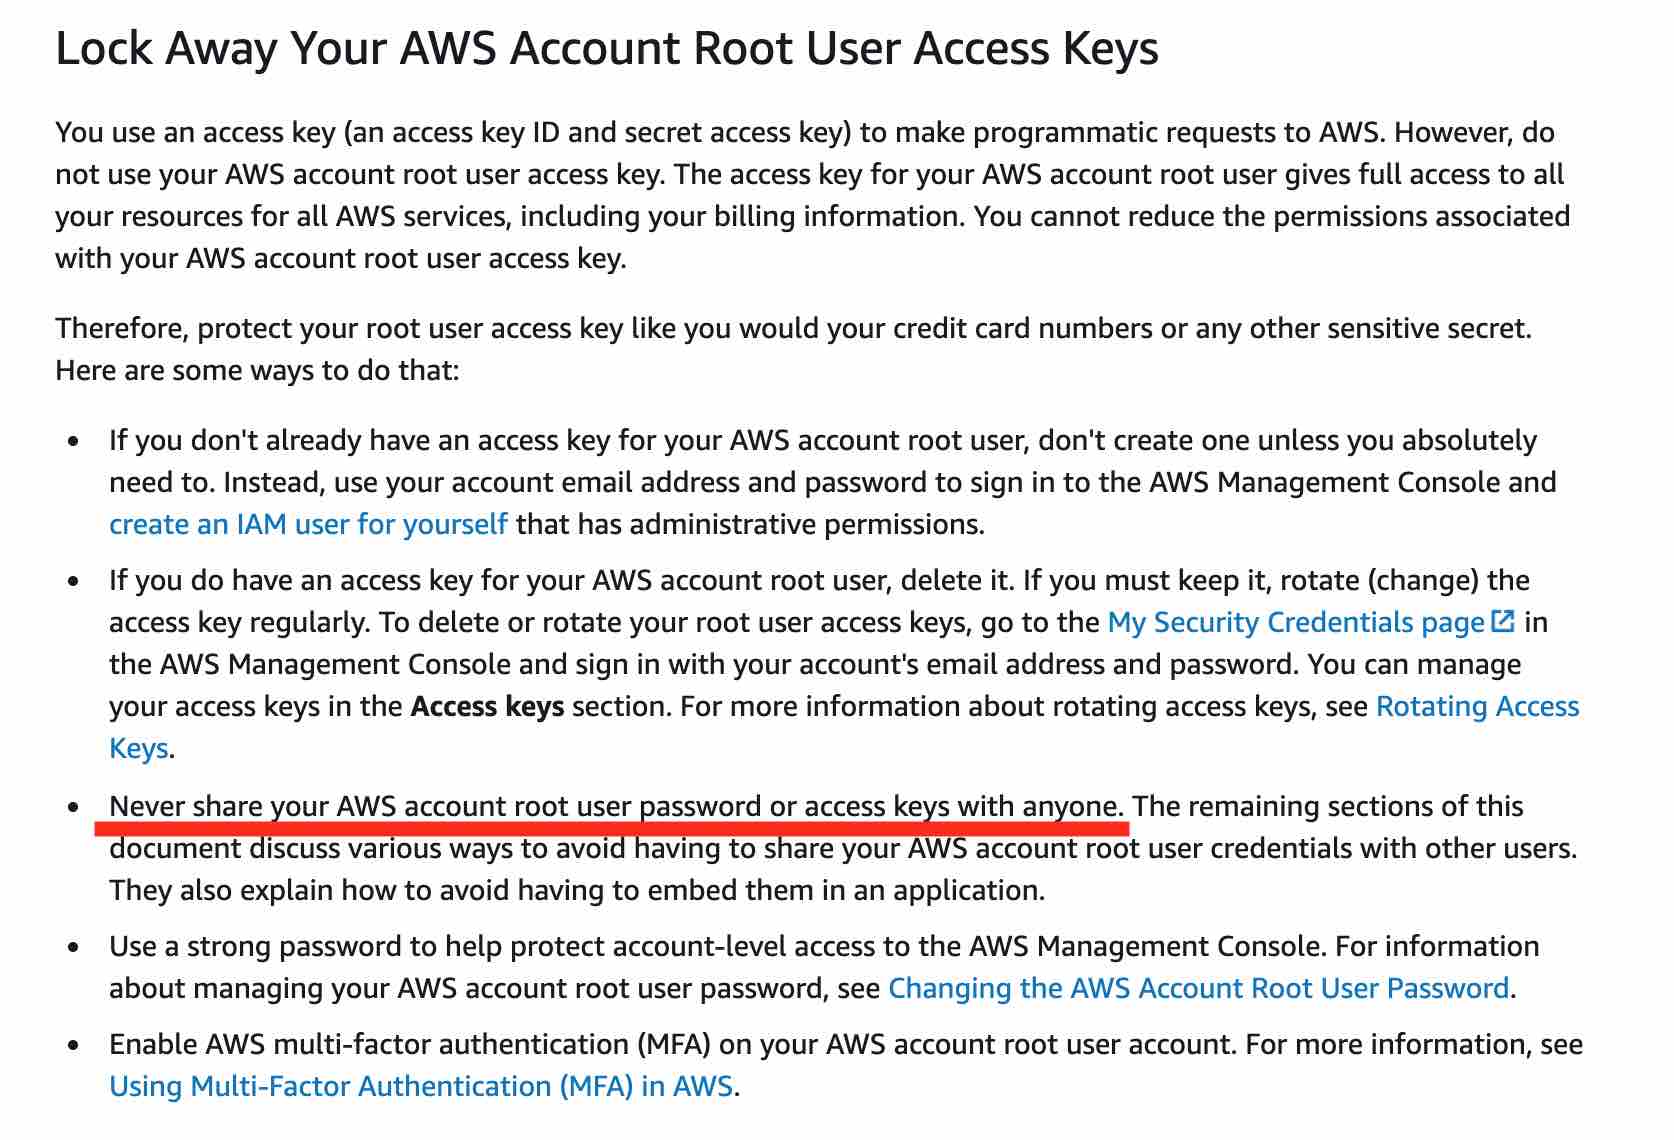 Lock Away Your AWS Account Root User Access Keys
You use an access key (an access key ID and secret access key) to make programmatic requests to AWS. However, do
not use your AWS account root user access key. The access key for your AWS account root user gives full access to all
your resources for all AWS services, including your billing information. You cannot reduce the permissions associated
with your AWS account root user access key.
Therefore, protect your root user access key like you would your credit card numbers or any other sensitive secret.
Here are some ways to do that:
• If you don't already have an access key for your AWS account root user, don't create one unless you absolutely
need to. Instead, use your account email address and password to sign in to the AWS Management Console and
create an IAM user for yourself that has administrative permissions.
• If you do have an access key for your AWS account root user, delete it. If you must keep it, rotate (change) the
access key regularly. To delete or rotate your root user access keys, go to the My Security Credentials page in
the AWS Management Console and sign in with your account's email address and password. You can manage
your access keys in the Access keys section. For more information about rotating access keys, see Rotating Access
Keys.
• Never share your AWS account root user password or access keys with anyone. The remaining sections of this
document discuss various ways to avoid having to share your AWS account root user credentials with other users.
They also explain how to avoid having to embed them in an application.
• Use a strong password to help protect account-level access to the AWS Management Console. For information
about managing your AWS account root user password, see Changing the AWS Account Root User Password.
• Enable AWS multi-factor authentication (MFA) on your AWS account root user account. For more information, see
Using Multi-Factor Authentication (MFA) in AWS.